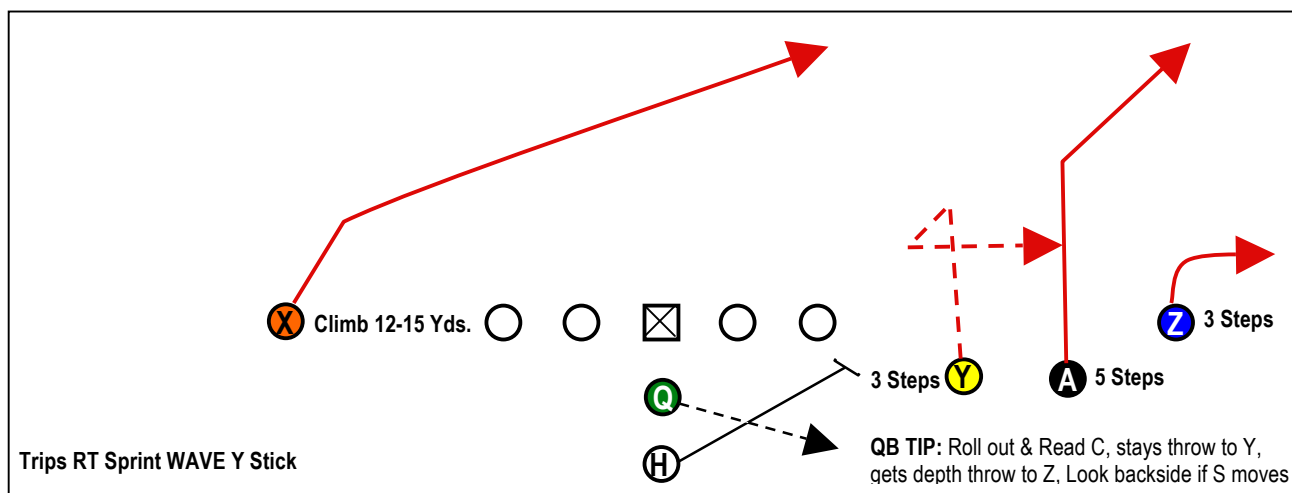 X Climb 12-15 Yds.
Z 3 Steps
3 Steps Y
A 5 Steps
Q
H
Trips RT Sprint WAVE Y Stick
QB TIP: Roll out & Read C, stays throw to Y,
gets depth throw to Z, Look backside if S moves